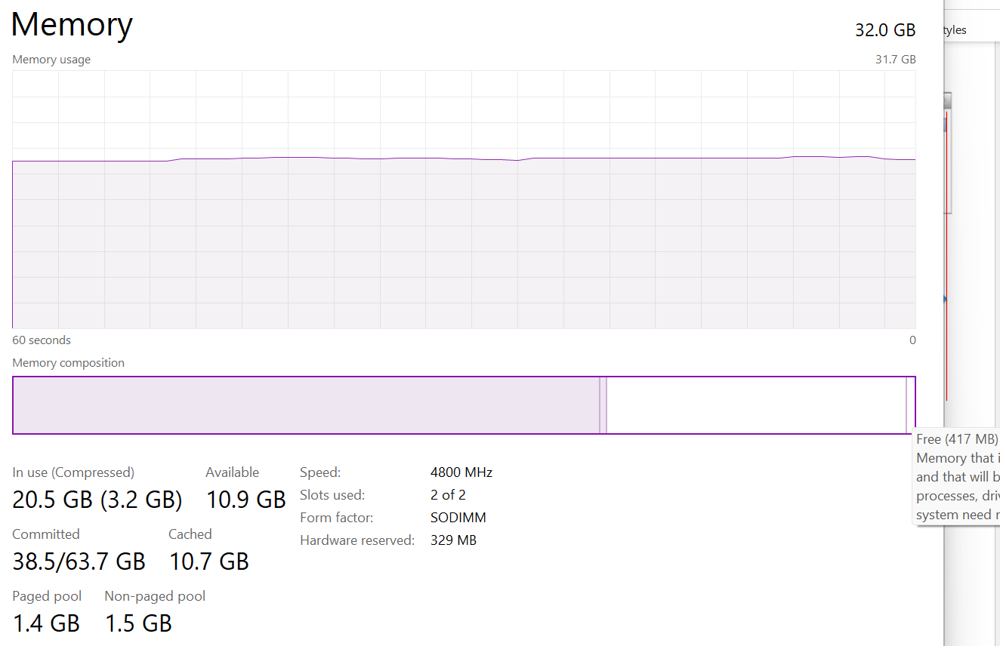 Memory
32.0 GB
tyles
Memory usage
31.7 GB
60 seconds
0
Memory composition
Free (417 MB)
Memory that i
and that will b
processes, driv
system need r
In use (Compressed)
Available
20.5 GB (3.2 GB)
10.9 GB
Committed
Cached
38.5/63.7 GB
10.7 GB
Paged pool
Non-paged pool
1.4 GB
1.5 GB
Speed:
4800 MHz
Slots used:
2 of 2
Form factor:
SODIMM
Hardware reserved:
329 MB